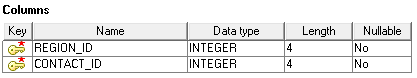 Columns
Key Name Data type Length Nullable
REGION_ID INTEGER 4 No
CONTACT_ID INTEGER 4 No